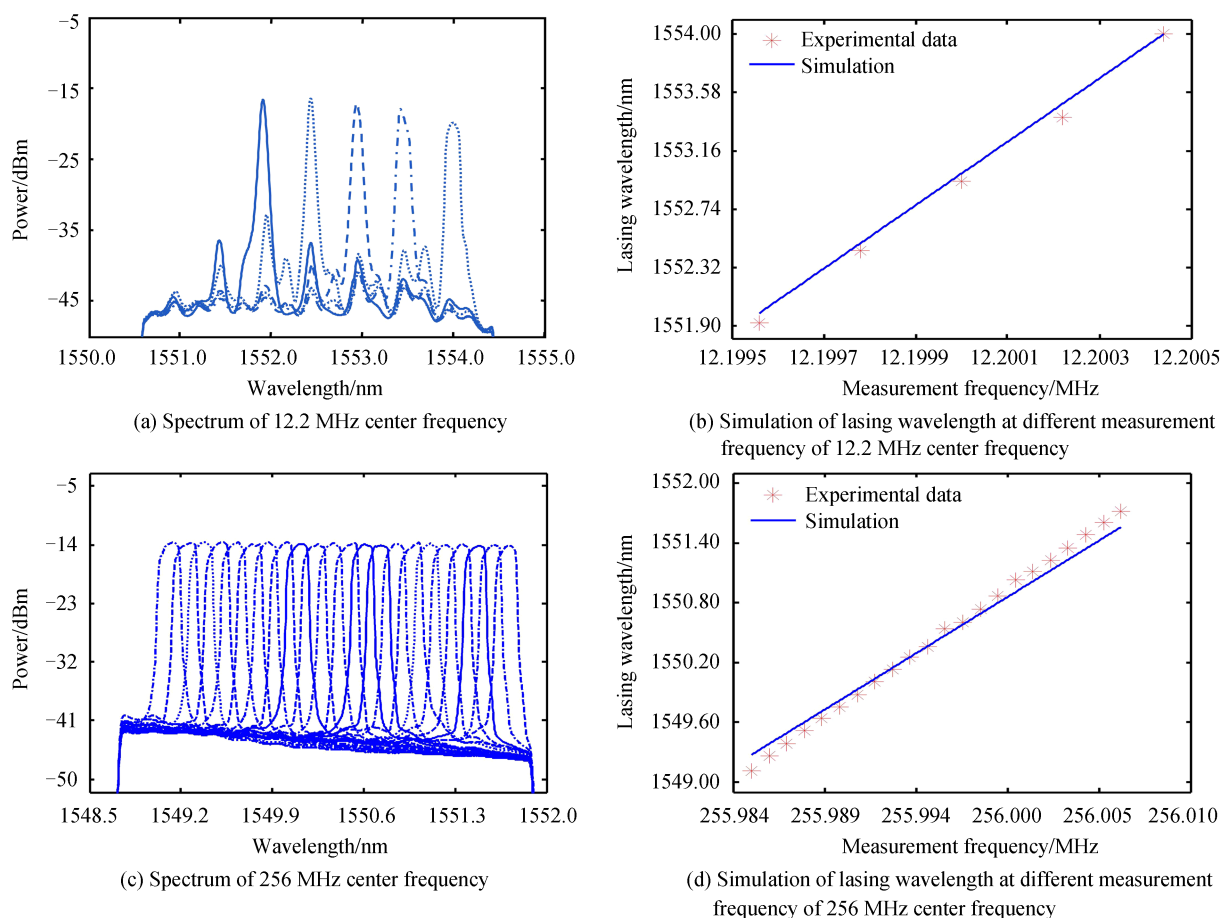 −5
−15
−25
−35
−45
Power/dBm
1550.0 1551.0 1552.0 1553.0 1554.0 1555.0
Wavelength/nm
(a) Spectrum of 12.2 MHz center frequency
1554.00
1553.58
1553.16
1552.74
1552.32
1551.90
Lasing wavelength/nm
Experimental data
Simulation
12.1995 12.1997 12.1999 12.2001 12.2003 12.2005
Measurement frequency/MHz
(b) Simulation of lasing wavelength at different measurement
frequency of 12.2 MHz center frequency
−5
−14
−23
−32
−41
−50
Power/dBm
1548.5 1549.2 1549.9 1550.6 1551.3 1552.0
Wavelength/nm
(c) Spectrum of 256 MHz center frequency
1552.00
1551.40
1550.80
1550.20
1549.60
1549.00
Lasing wavelength/nm
Experimental data
Simulation
255.984 255.989 255.994 256.000 256.005 256.010
Measurement frequency/MHz
(d) Simulation of lasing wavelength at different measurement
frequency of 256 MHz center frequency